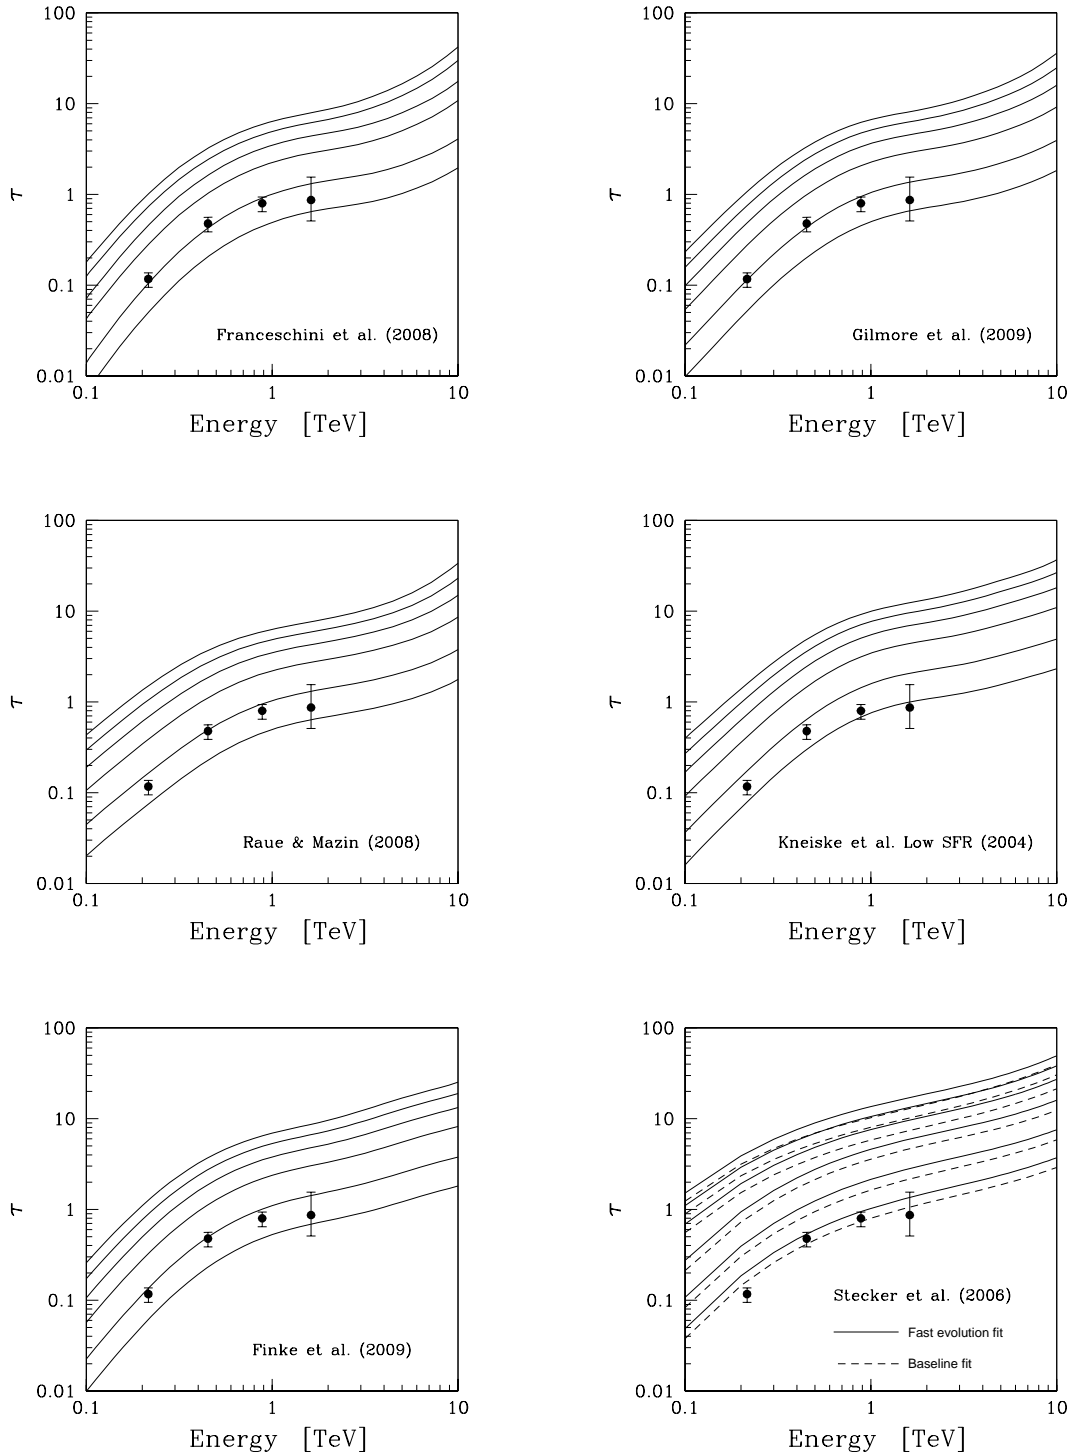 100
10
1
0.1
0.01
τ
0.1
1
10
Energy [TeV]
Franceschini et al. (2008)
100
10
1
0.1
0.01
τ
0.1
1
10
Energy [TeV]
Gilmore et al. (2009)
100
10
1
0.1
0.01
τ
0.1
1
10
Energy [TeV]
Raue & Mazin (2008)
100
10
1
0.1
0.01
τ
0.1
1
10
Energy [TeV]
Kneiske et al. Low SFR (2004)
100
10
1
0.1
0.01
τ
0.1
1
10
Energy [TeV]
Finke et al. (2009)
100
10
1
0.1
0.01
τ
0.1
1
10
Energy [TeV]
Stecker et al. (2006)
Fast evolution fit
Baseline fit